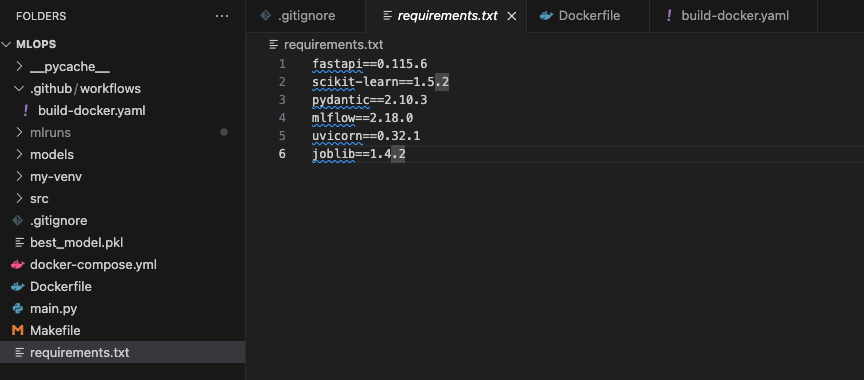 FOLDERS
MLOPS
__pycache__
.github/workflows
build-docker.yaml
mlruns
models
my-venv
src
.gitignore
best_model.pkl
docker-compose.yml
Dockerfile
main.py
Makefile
requirements.txt
.gitignore
requirements.txt
Dockerfile
build-docker.yaml
requirements.txt
1 fastapi==0.115.6
2 scikit-learn==1.5.2
3 pydantic==2.10.3
4 mlflow==2.18.0
5 uvicorn==0.32.1
6 joblib==1.4.2